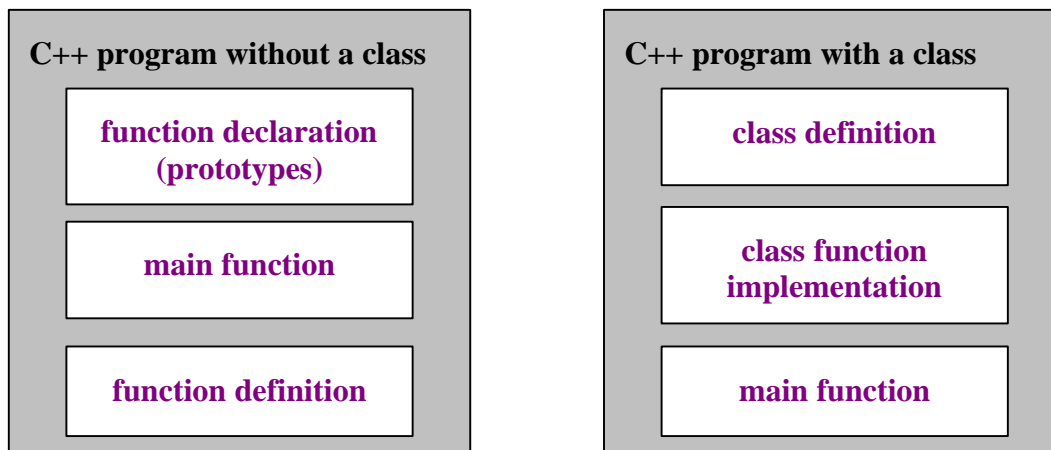 C++ program without a class
function declaration
(prototypes)
main function
function definition
C++ program with a class
class definition
class function
implementation
main function